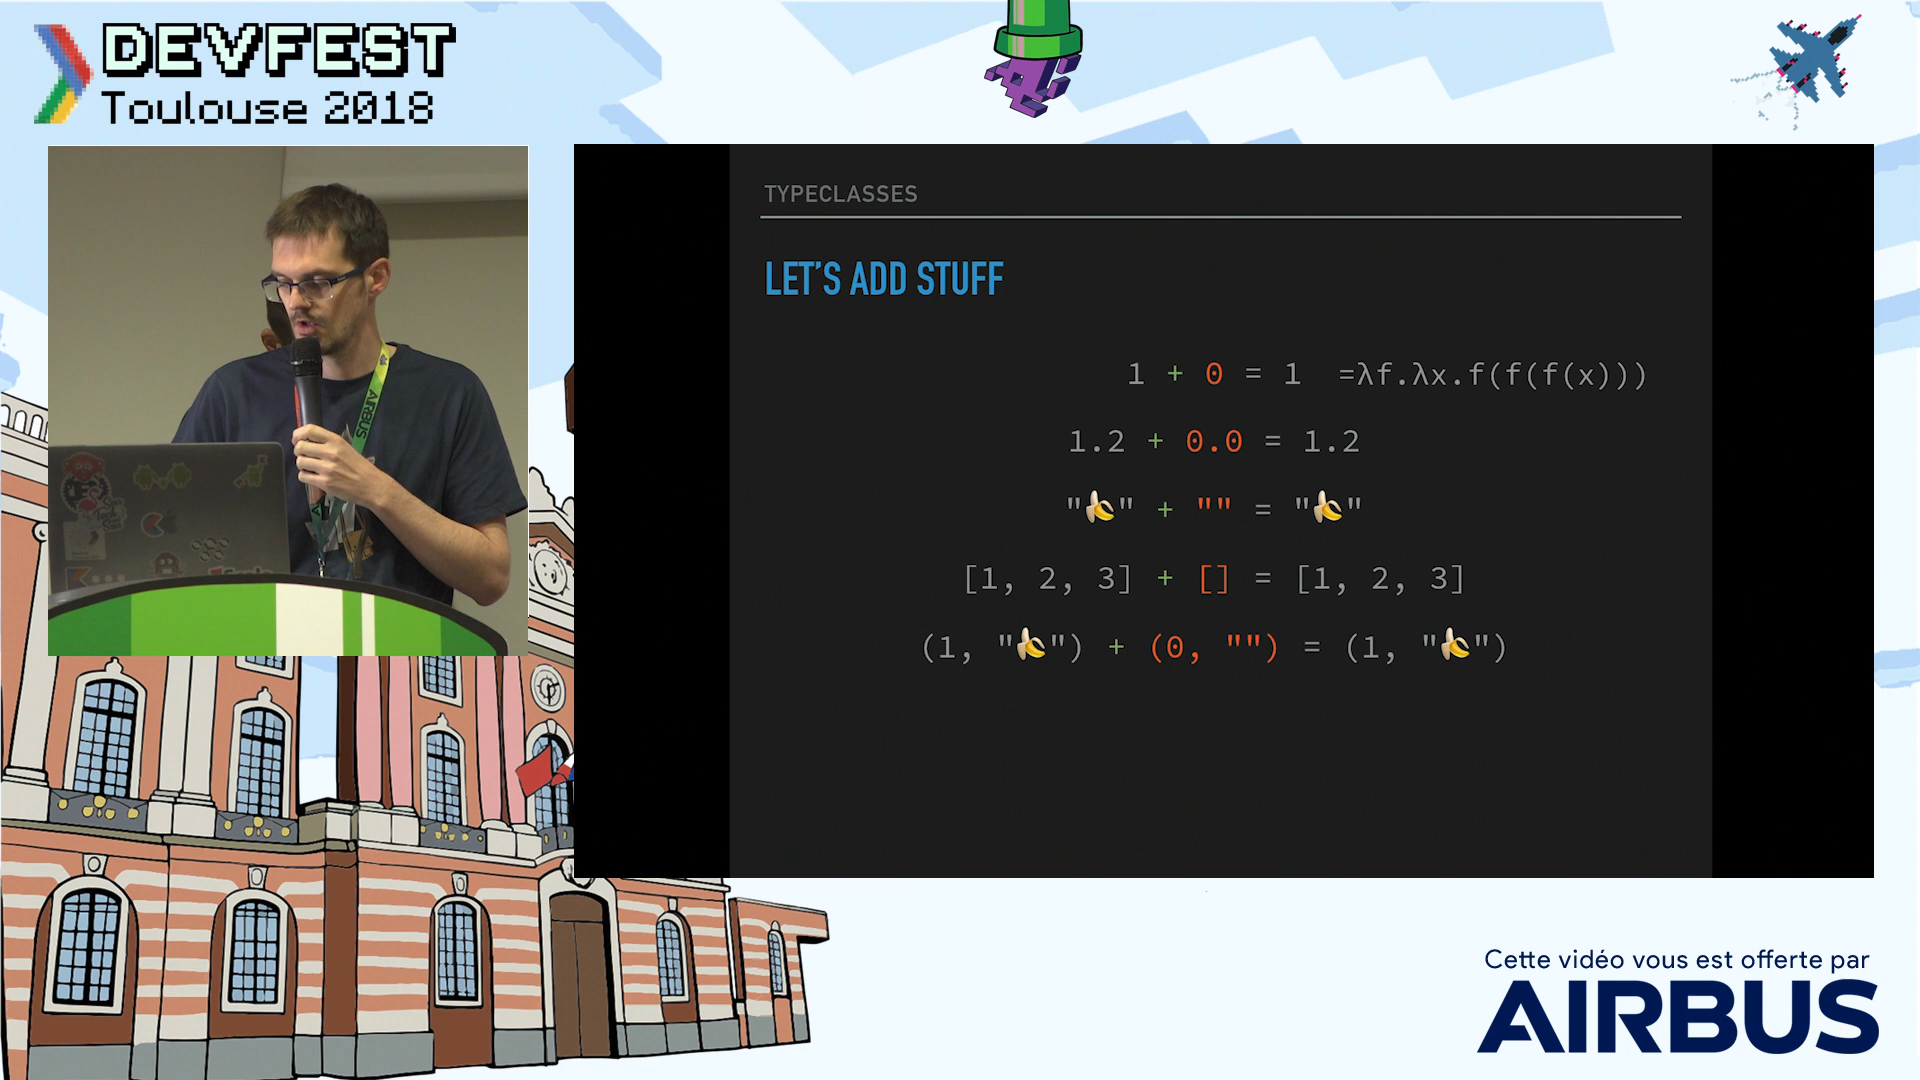 DEVFEST
Toulouse 2018
TYPECLASSES
LET'S ADD STUFF
1 + 0 = 1 =λf.λx.f(f(f(x)))
1.2 + 0.0 = 1.2
"🍌" + "" = "🍌"
[1, 2, 3] + [] = [1, 2, 3]
(1, "🍌") + (0, "") = (1, "🍌")
AIRBUS
Cette vidéo vous est offerte par
AIRBUS